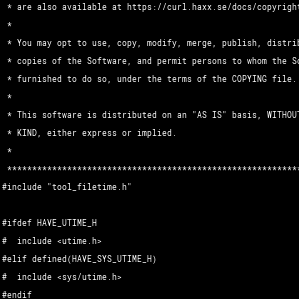 * are also available at https://curl.haxx.se/docs/copyright
*
* You may opt to use, copy, modify, merge, publish, distrib
* copies of the Software, and permit persons to whom the So
* furnished to do so, under the terms of the COPYING file.
*
* This software is distributed on an "AS IS" basis, WITHOUT
* KIND, either express or implied.
*
***********************************************************
#include "tool_filetime.h"
#ifdef HAVE_UTIME_H
#  include <utime.h>
#elif defined(HAVE_SYS_UTIME_H)
#  include <sys/utime.h>
#endif